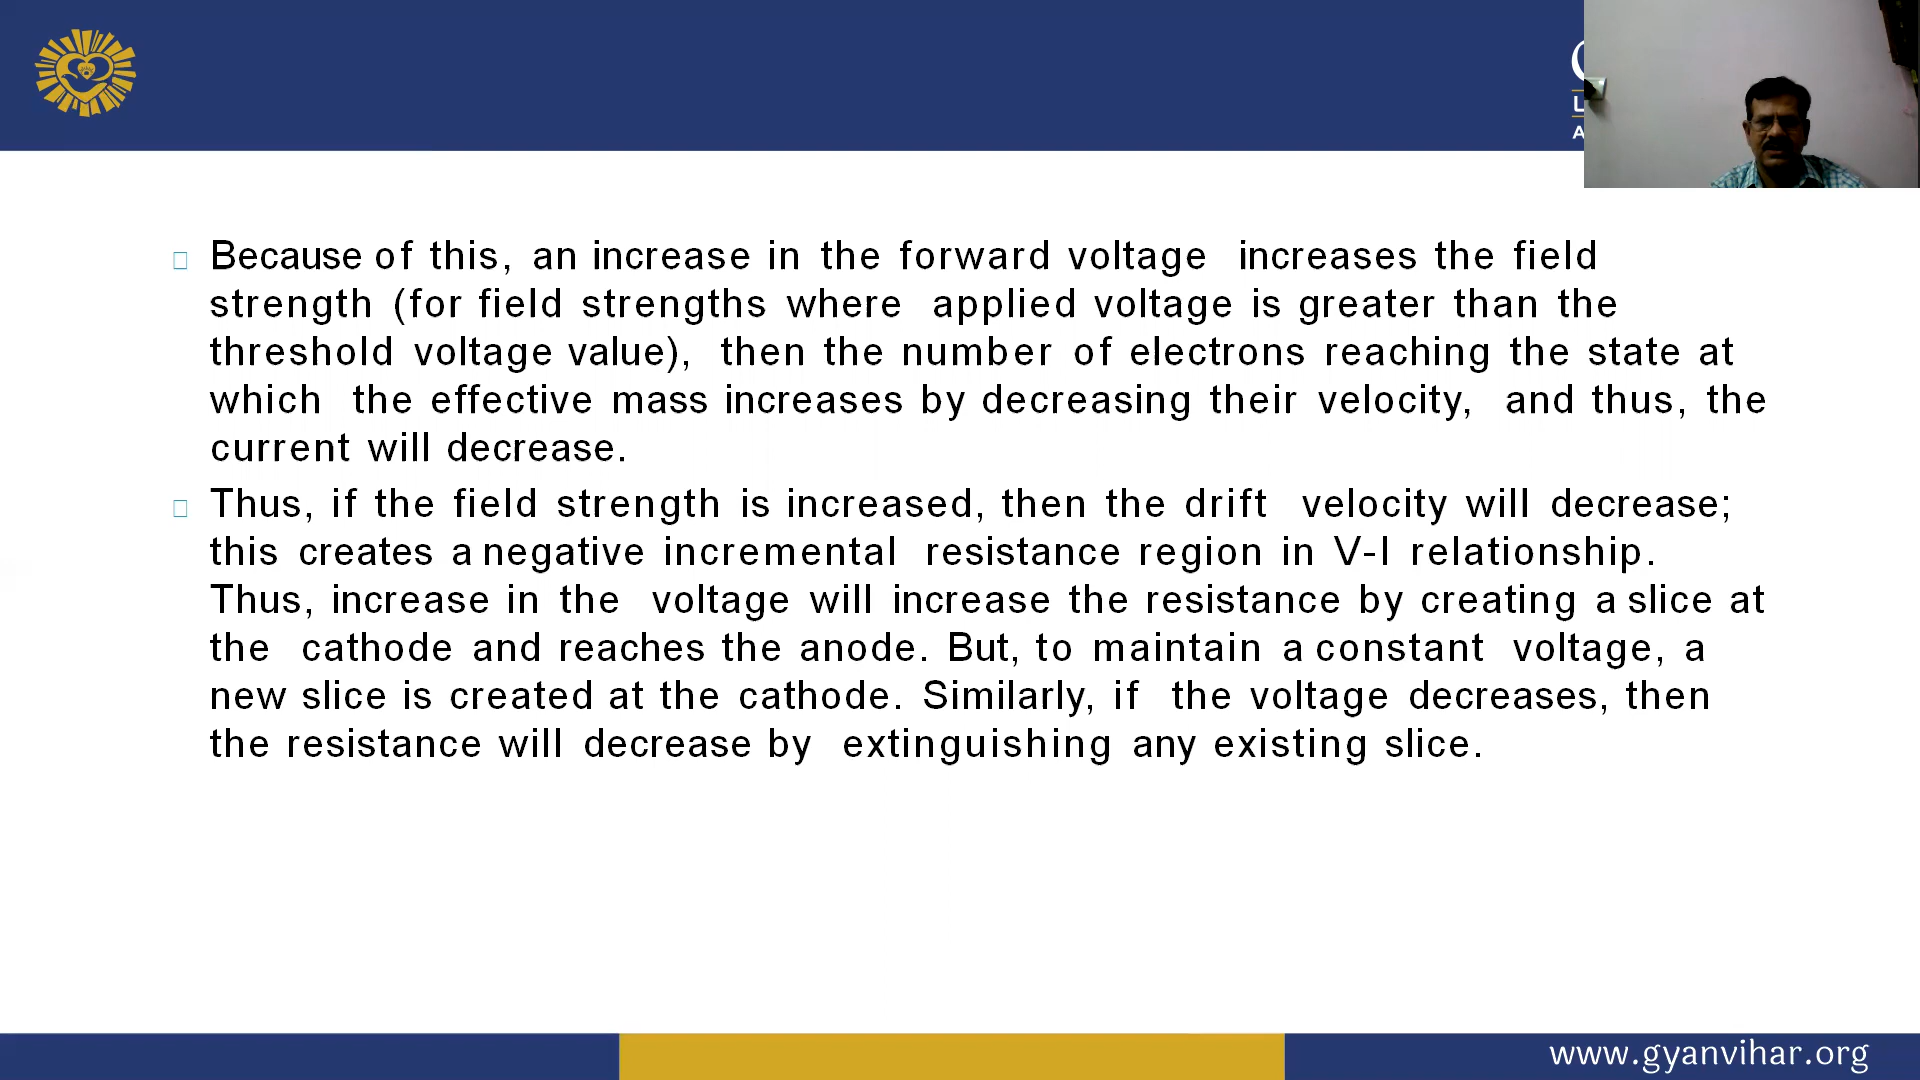 Because of this, an increase in the forward voltage increases the field
strength (for field strengths where applied voltage is greater than the
threshold voltage value), then the number of electrons reaching the state at
which the effective mass increases by decreasing their velocity, and thus, the
current will decrease.
Thus, if the field strength is increased, then the drift velocity will decrease;
this creates a negative incremental resistance region in V-I relationship.
Thus, increase in the voltage will increase the resistance by creating a slice at
the cathode and reaches the anode. But, to maintain a constant voltage, a
new slice is created at the cathode. Similarly, if the voltage decreases, then
the resistance will decrease by extinguishing any existing slice.
www.gyanvihar.org